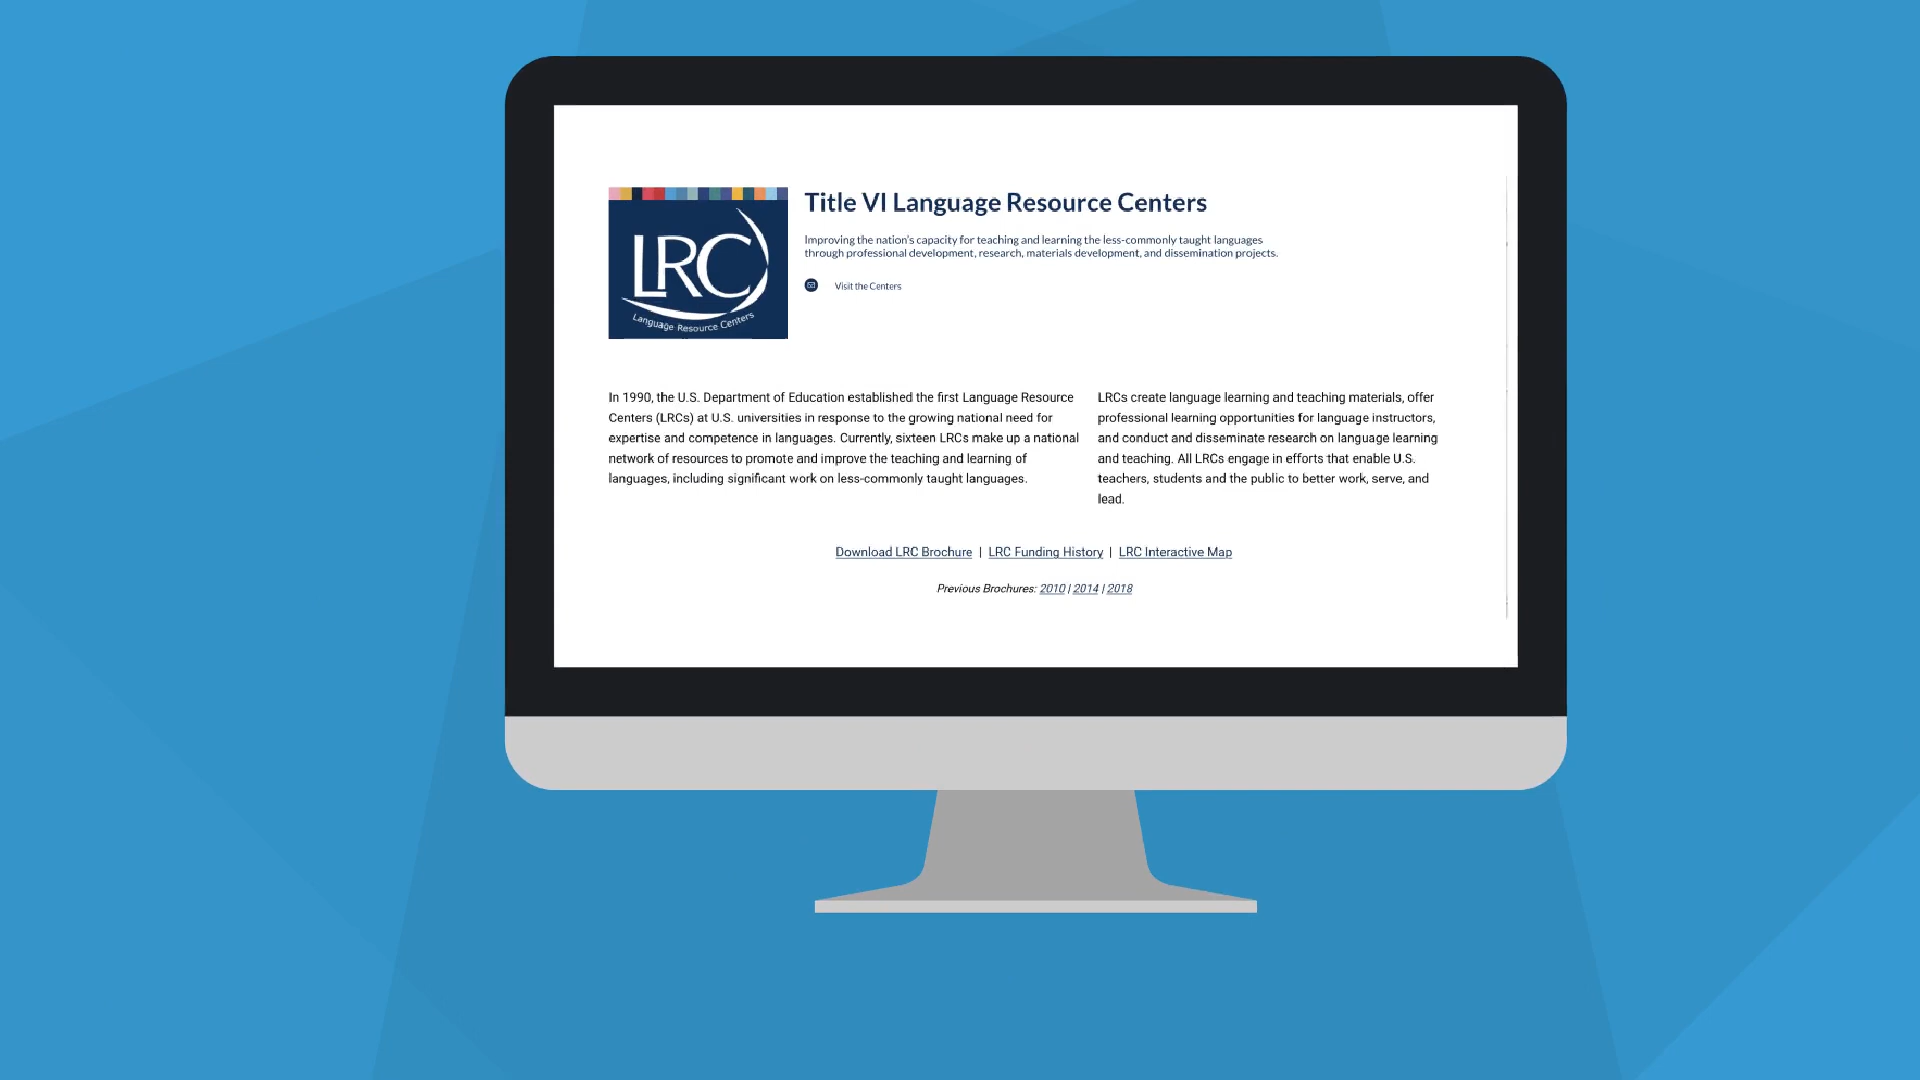 LRC
Language Resource Centers
Title VI Language Resource Centers
Improving the nation's capacity for teaching and learning the less-commonly taught languages
through professional development, research, materials development, and dissemination projects.
Visit the Centers
In 1990, the U.S. Department of Education established the first Language Resource
Centers (LRCs) at U.S. universities in response to the growing national need for
expertise and competence in languages. Currently, sixteen LRCs make up a national
network of resources to promote and improve the teaching and learning of
languages, including significant work on less-commonly taught languages.
LRCs create language learning and teaching materials, offer
professional learning opportunities for language instructors,
and conduct and disseminate research on language learning
and teaching. All LRCs engage in efforts that enable U.S.
teachers, students and the public to better work, serve, and
lead.
Download LRC Brochure | LRC Funding History | LRC Interactive Map
Previous Brochures: 2010 | 2014 | 2018